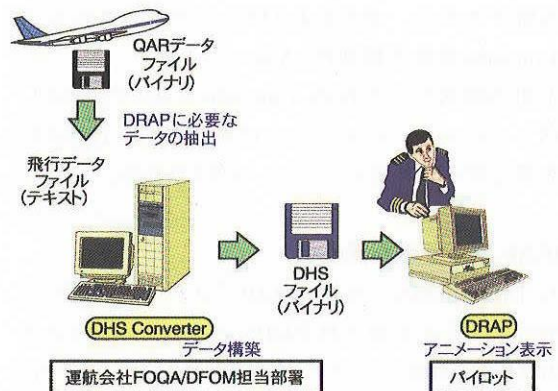 QARデータ
ファイル
(バイナリ)
DRAPに必要な
データの抽出
飛行データ
ファイル
(テキスト)
DHS
ファイル
(バイナリ)
DHS Converter
データ構築
DRAP
アニメーション表示
運航会社FOQA/DFOM担当部署
パイロット